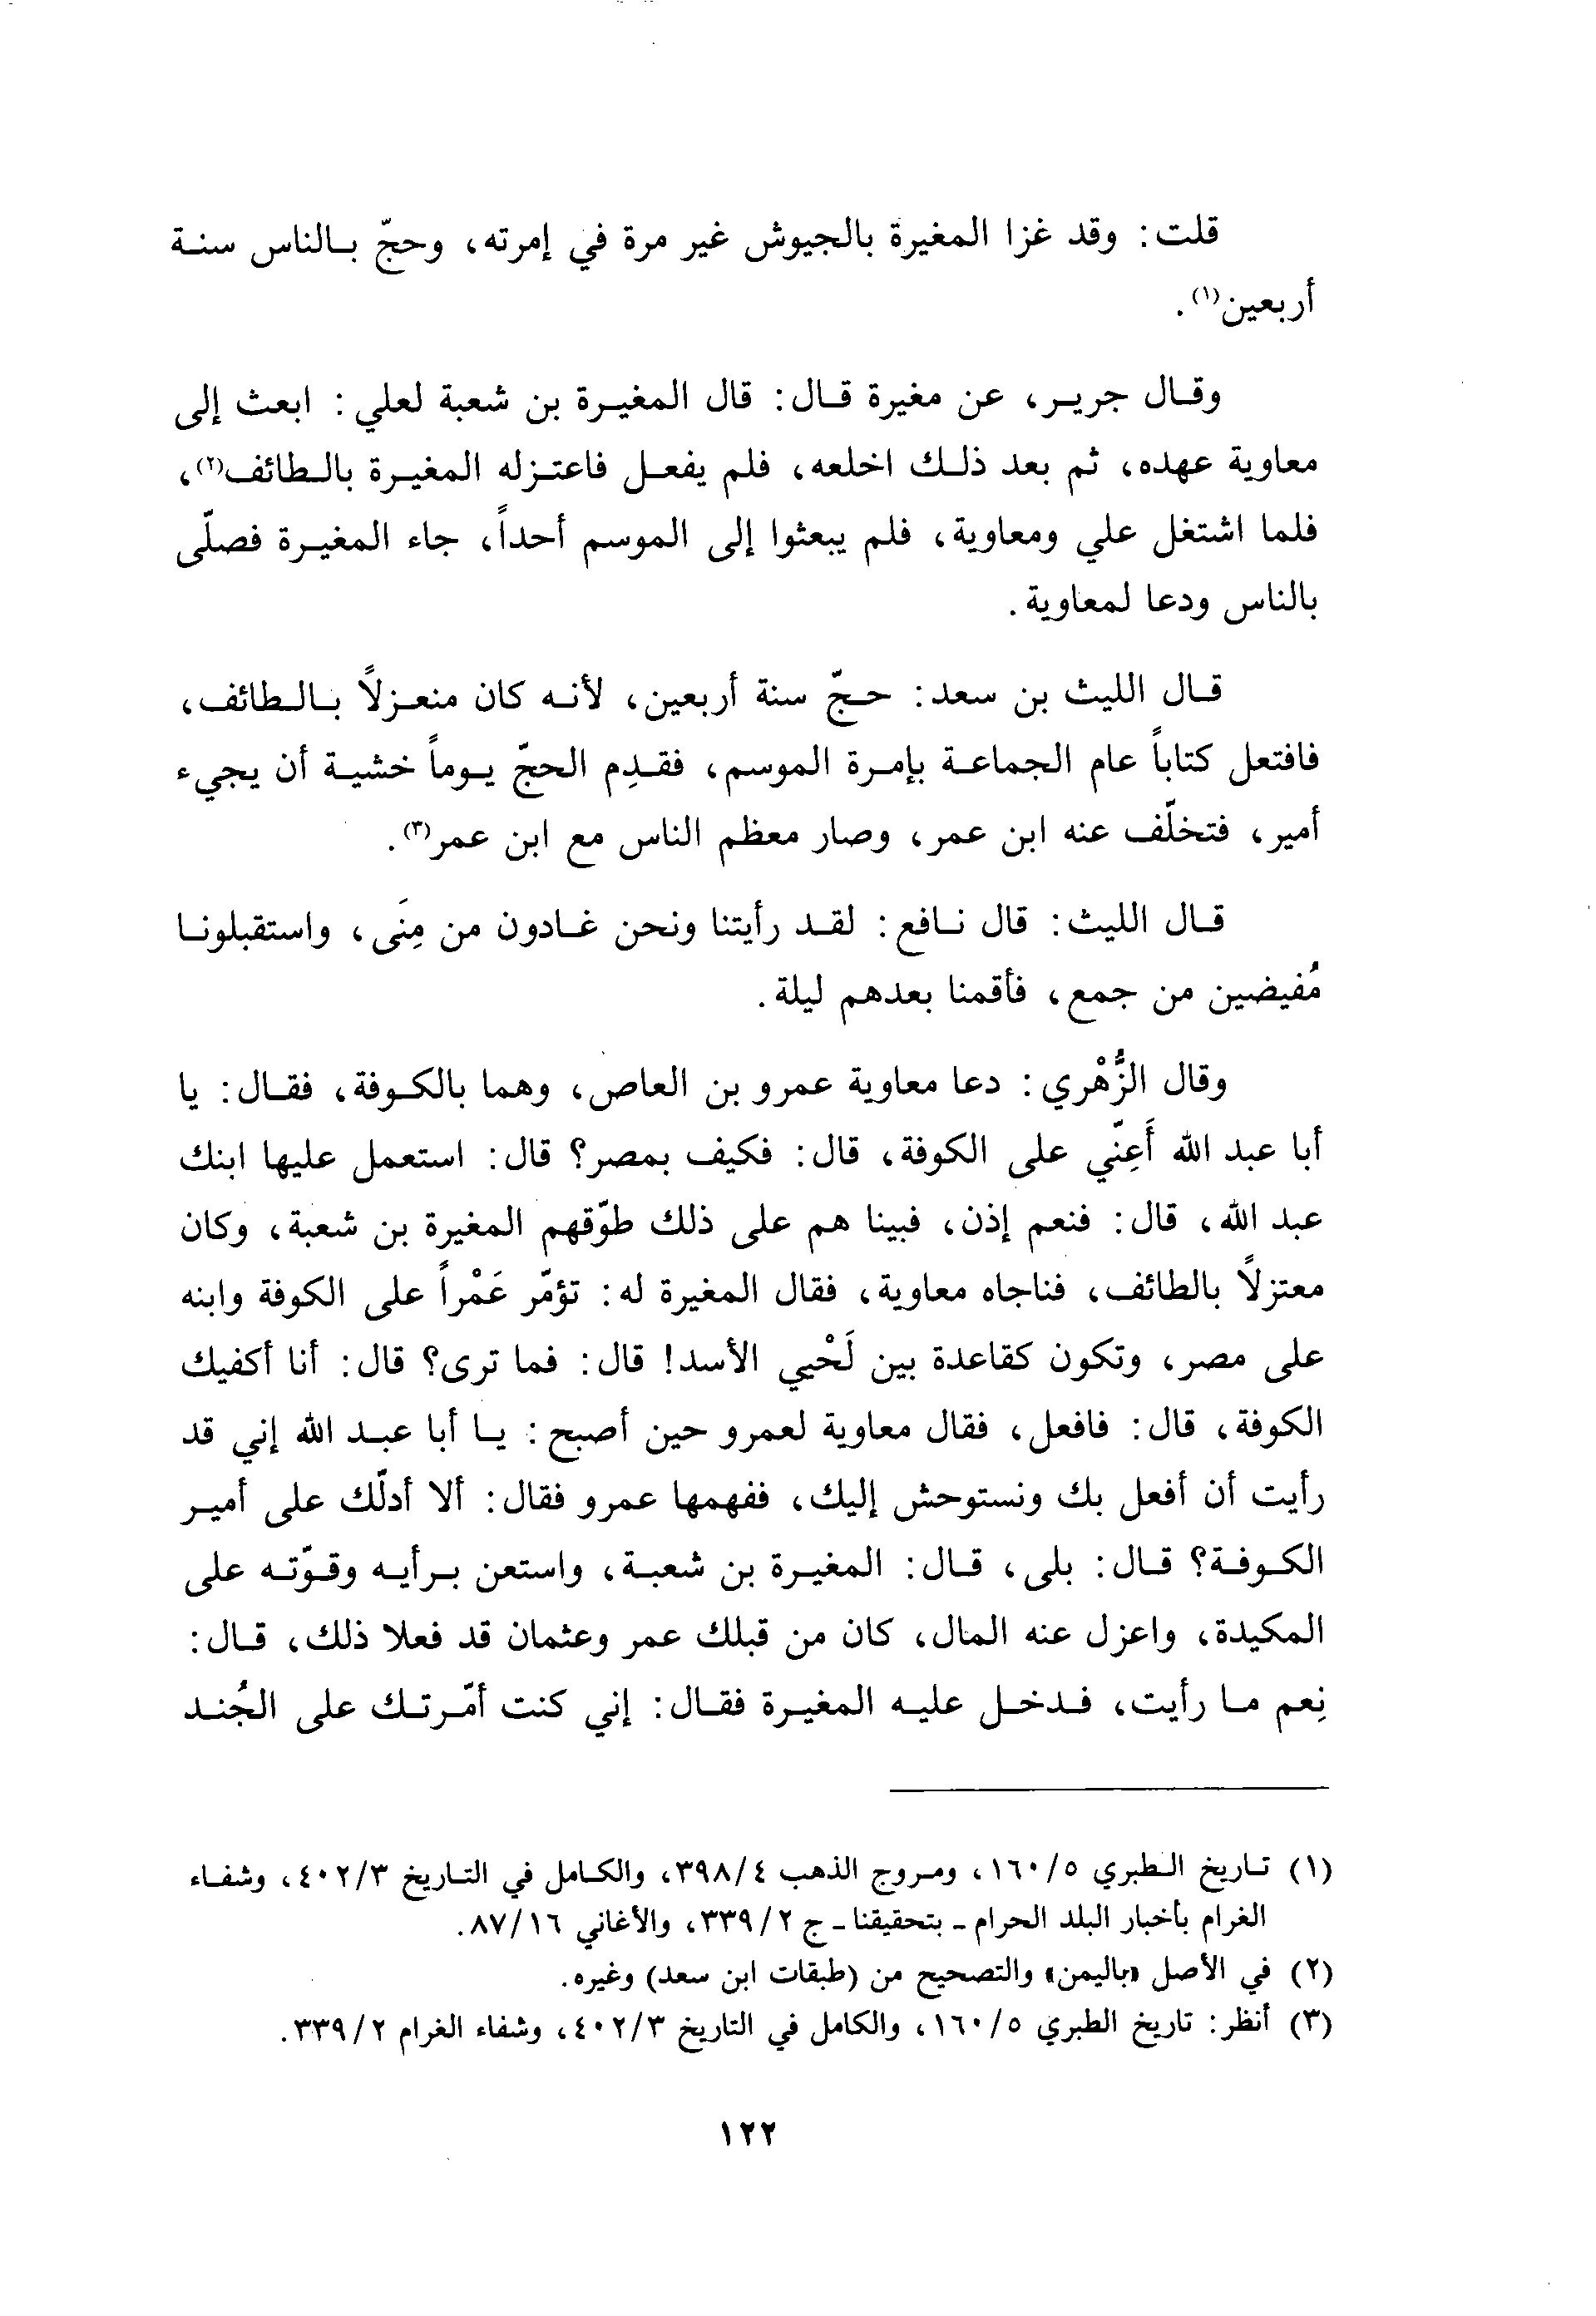 قلت: وقد غزا المغيرة بالجيوش غير مرة في إمرته، وحجّ بالناس سنة
أربعين(١).
وقال جرير، عن مغيرة قال: قال المغيرة بن شعبة لعلي: ابعث إلى
معاوية عهده، ثم بعد ذلك اخلعه، فلم يفعل فاعتزله المغيرة بالطائف(٢)،
فلما اشتغل علي ومعاوية، فلم يبعثوا إلى الموسم أحداً، جاء المغيرة فصلّى
بالناس ودعا لمعاوية.
قال الليث بن سعد: حجّ سنة أربعين، لأنه كان منعزلاً بالطائف،
فافتعل كتاباً عام الجماعة بإمرة الموسم، فقدِم الحجّ يوماً خشية أن يجيء
أمير، فتخلّف عنه ابن عمر، وصار معظم الناس مع ابن عمر(٣).
قال الليث: قال نافع: لقد رأيتنا ونحن غادون من مِنَى، واستقبلونا
مُفيضين من جمع، فأقمنا بعدهم ليلة.
وقال الزُّهْري: دعا معاوية عمرو بن العاص، وهما بالكوفة، فقال: يا
أبا عبد الله أَعِنّي على الكوفة، قال: فكيف بمصر؟ قال: استعمل عليها ابنك
عبد الله، قال: فنعم إذن، فبينا هم على ذلك طوّقهم المغيرة بن شعبة، وكان
معتزلاً بالطائف، فناجاه معاوية، فقال المغيرة له: تؤمّر عَمْراً على الكوفة وابنه
على مصر، وتكون كقاعدة بين لَحْيي الأسد! قال: فما ترى؟ قال: أنا أكفيك
الكوفة، قال: فافعل، فقال معاوية لعمرو حين أصبح: يا أبا عبد الله إني قد
رأيت أن أفعل بك ونستوحش إليك، ففهمها عمرو فقال: ألا أدلّك على أمير
الكوفة؟ قال: بلى، قال: المغيرة بن شعبة، واستعن برأيه وقوّته على
المكيدة، واعزل عنه المال، كان من قبلك عمر وعثمان قد فعلا ذلك، قال:
نِعم ما رأيت، فدخل عليه المغيرة فقال: إني كنت أمّرتك على الجُند
(١) تاريخ الطبري ١٦٠/٥، ومروج الذهب ٣٩٨/٤، والكامل في التاريخ ٤٠٢/٣، وشفاء
الغرام بأخبار البلد الحرام - بتحقيقنا - ج ٣٣٩/٢، والأغاني ٨٧/١٦.
(٢) في الأصل «باليمن» والتصحيح من (طبقات ابن سعد) وغيره.
(٣) أنظر: تاريخ الطبري ١٦٠/٥، والكامل في التاريخ ٤٠٢/٣، وشفاء الغرام ٣٣٩/٢.
١٢٢